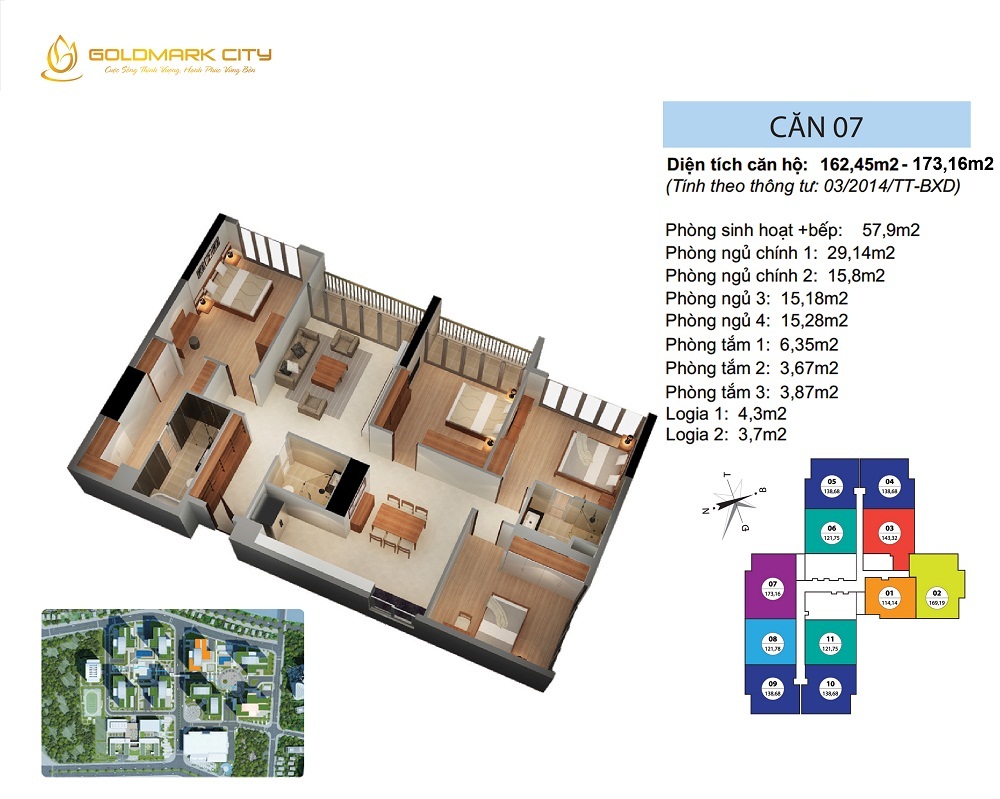 GOLDMARK CITY
Cuộc Sống Thịnh Vượng, Hạnh Phúc Vững Bền
CĂN 07
Diện tích căn hộ: 162,45m2 - 173,16m2
(Tính theo thông tư: 03/2014/TT-BXD)
Phòng sinh hoạt +bếp: 57,9m2
Phòng ngủ chính 1: 29,14m2
Phòng ngủ chính 2: 15,8m2
Phòng ngủ 3: 15,18m2
Phòng ngủ 4: 15,28m2
Phòng tắm 1: 6,35m2
Phòng tắm 2: 3,67m2
Phòng tắm 3: 3,87m2
Logia 1: 4,3m2
Logia 2: 3,7m2
T
B
N
Đ
05
138,68
04
138,68
06
121,75
03
143,32
07
173,16
01
114,14
02
169,19
08
121,78
11
121,75
09
138,68
10
138,68